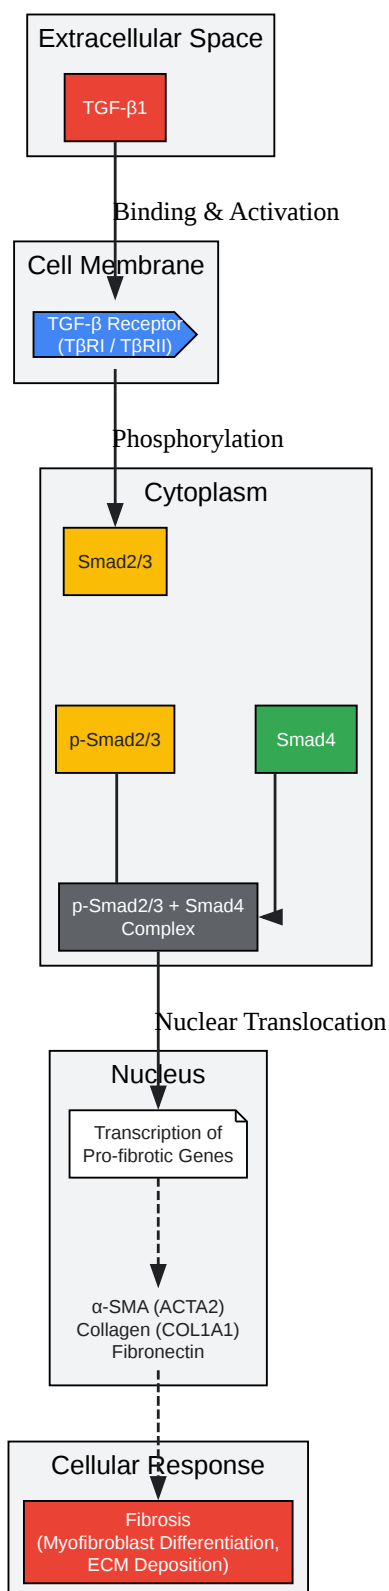 Extracellular Space
TGF-β1
Binding & Activation
Cell Membrane
TGF-β Receptor
(TβRI / TβRII)
Phosphorylation
Cytoplasm
Smad2/3
p-Smad2/3
Smad4
p-Smad2/3 + Smad4
Complex
Nuclear Translocation
Nucleus
Transcription of
Pro-fibrotic Genes
α-SMA (ACTA2)
Collagen (COL1A1)
Fibronectin
Cellular Response
Fibrosis
(Myofibroblast Differentiation,
ECM Deposition)